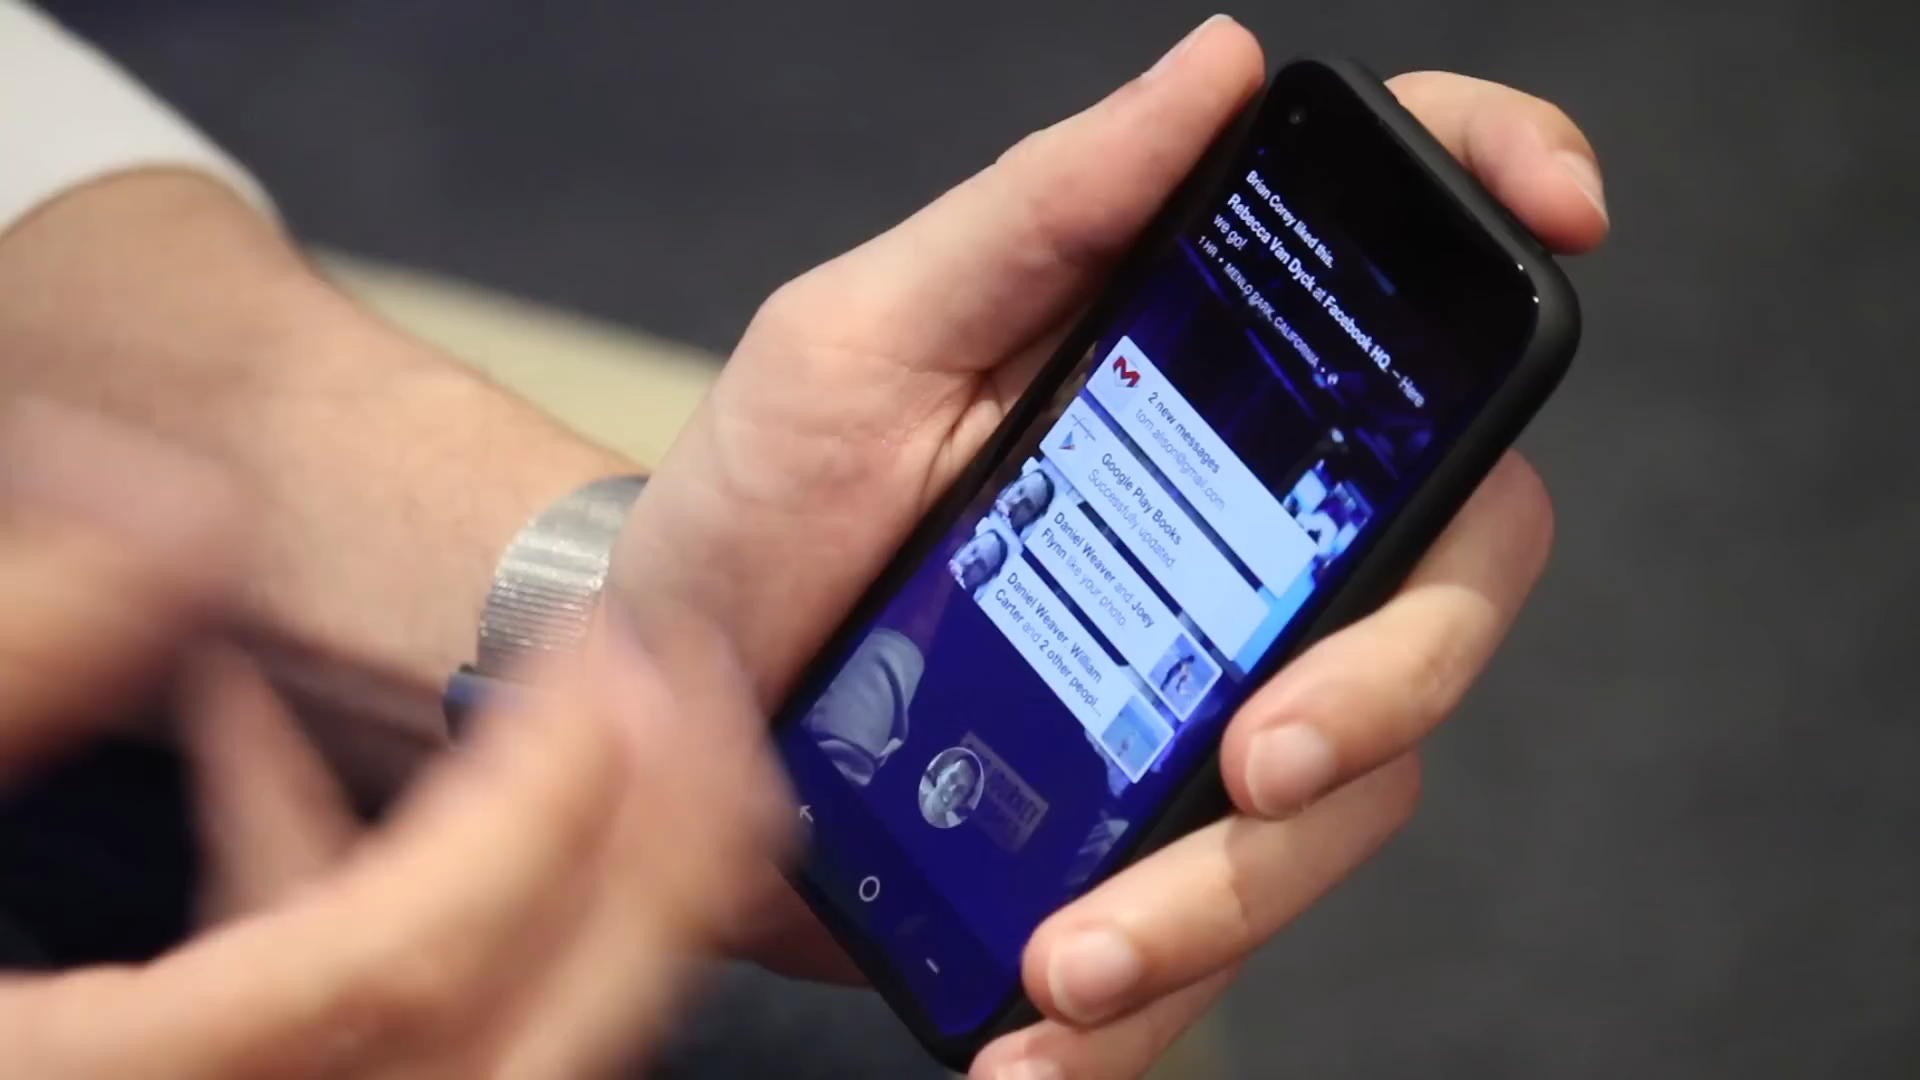 Brian Corey liked this.
Rebecca Van Dyck at Facebook HQ. – Here
we go!
1 HR • MENLO PARK, CALIFORNIA •
2 new messages
tom.alison@gmail.com
Google Play Books
Successfully updated.
Daniel Weaver and Joey
Flynn like your photo.
Daniel Weaver, William
Carter and 2 other peopl...